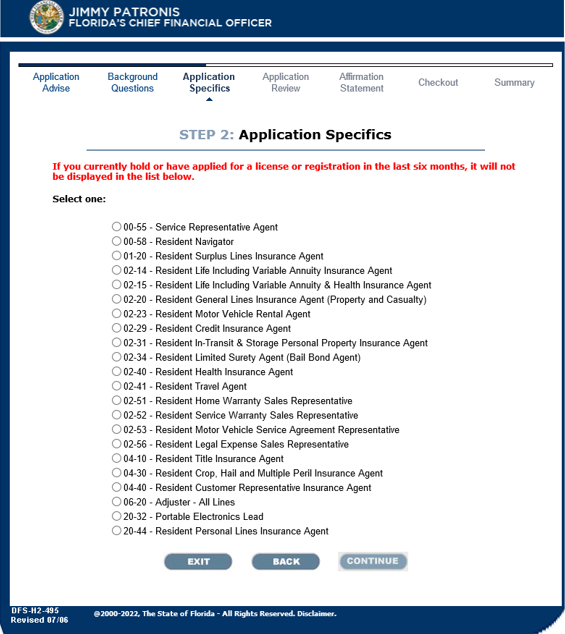 JIMMY PATRONIS
FLORIDA'S CHIEF FINANCIAL OFFICER
Application Advise
Background Questions
Application Specifics
Application Review
Affirmation Statement
Checkout
Summary
STEP 2: Application Specifics
If you currently hold or have applied for a license or registration in the last six months, it will not
be displayed in the list below.
Select one:
00-55 - Service Representative Agent
00-58 - Resident Navigator
01-20 - Resident Surplus Lines Insurance Agent
02-14 - Resident Life Including Variable Annuity Insurance Agent
02-15 - Resident Life Including Variable Annuity & Health Insurance Agent
02-20 - Resident General Lines Insurance Agent (Property and Casualty)
02-23 - Resident Motor Vehicle Rental Agent
02-29 - Resident Credit Insurance Agent
02-31 - Resident In-Transit & Storage Personal Property Insurance Agent
02-34 - Resident Limited Surety Agent (Bail Bond Agent)
02-40 - Resident Health Insurance Agent
02-41 - Resident Travel Agent
02-51 - Resident Home Warranty Sales Representative
02-52 - Resident Service Warranty Sales Representative
02-53 - Resident Motor Vehicle Service Agreement Representative
02-56 - Resident Legal Expense Sales Representative
04-10 - Resident Title Insurance Agent
04-30 - Resident Crop, Hail and Multiple Peril Insurance Agent
04-40 - Resident Customer Representative Insurance Agent
06-20 - Adjuster - All Lines
20-32 - Portable Electronics Lead
20-44 - Resident Personal Lines Insurance Agent
EXIT
BACK
CONTINUE
DFS-H2-495
Revised 07/06
@2000-2022, The State of Florida - All Rights Reserved. Disclaimer.